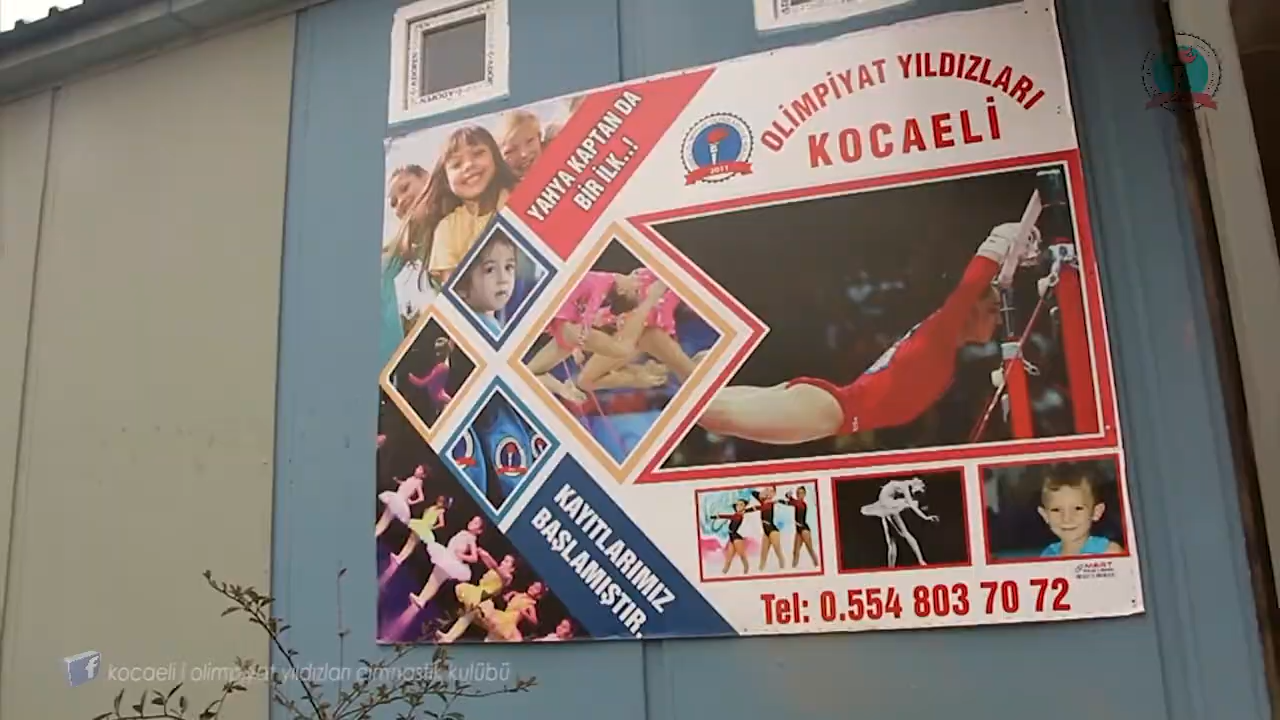 OLİMPİYAT YILDIZLARI
KOCAELİ
YAHYA KAPTAN DA
BİR İLK..!
2011
KAYITLARIMIZ
BAŞLAMIŞTIR.
Tel: 0.554 803 70 72
kocaeli olimpiyat yıldızları cimnastik kulübü